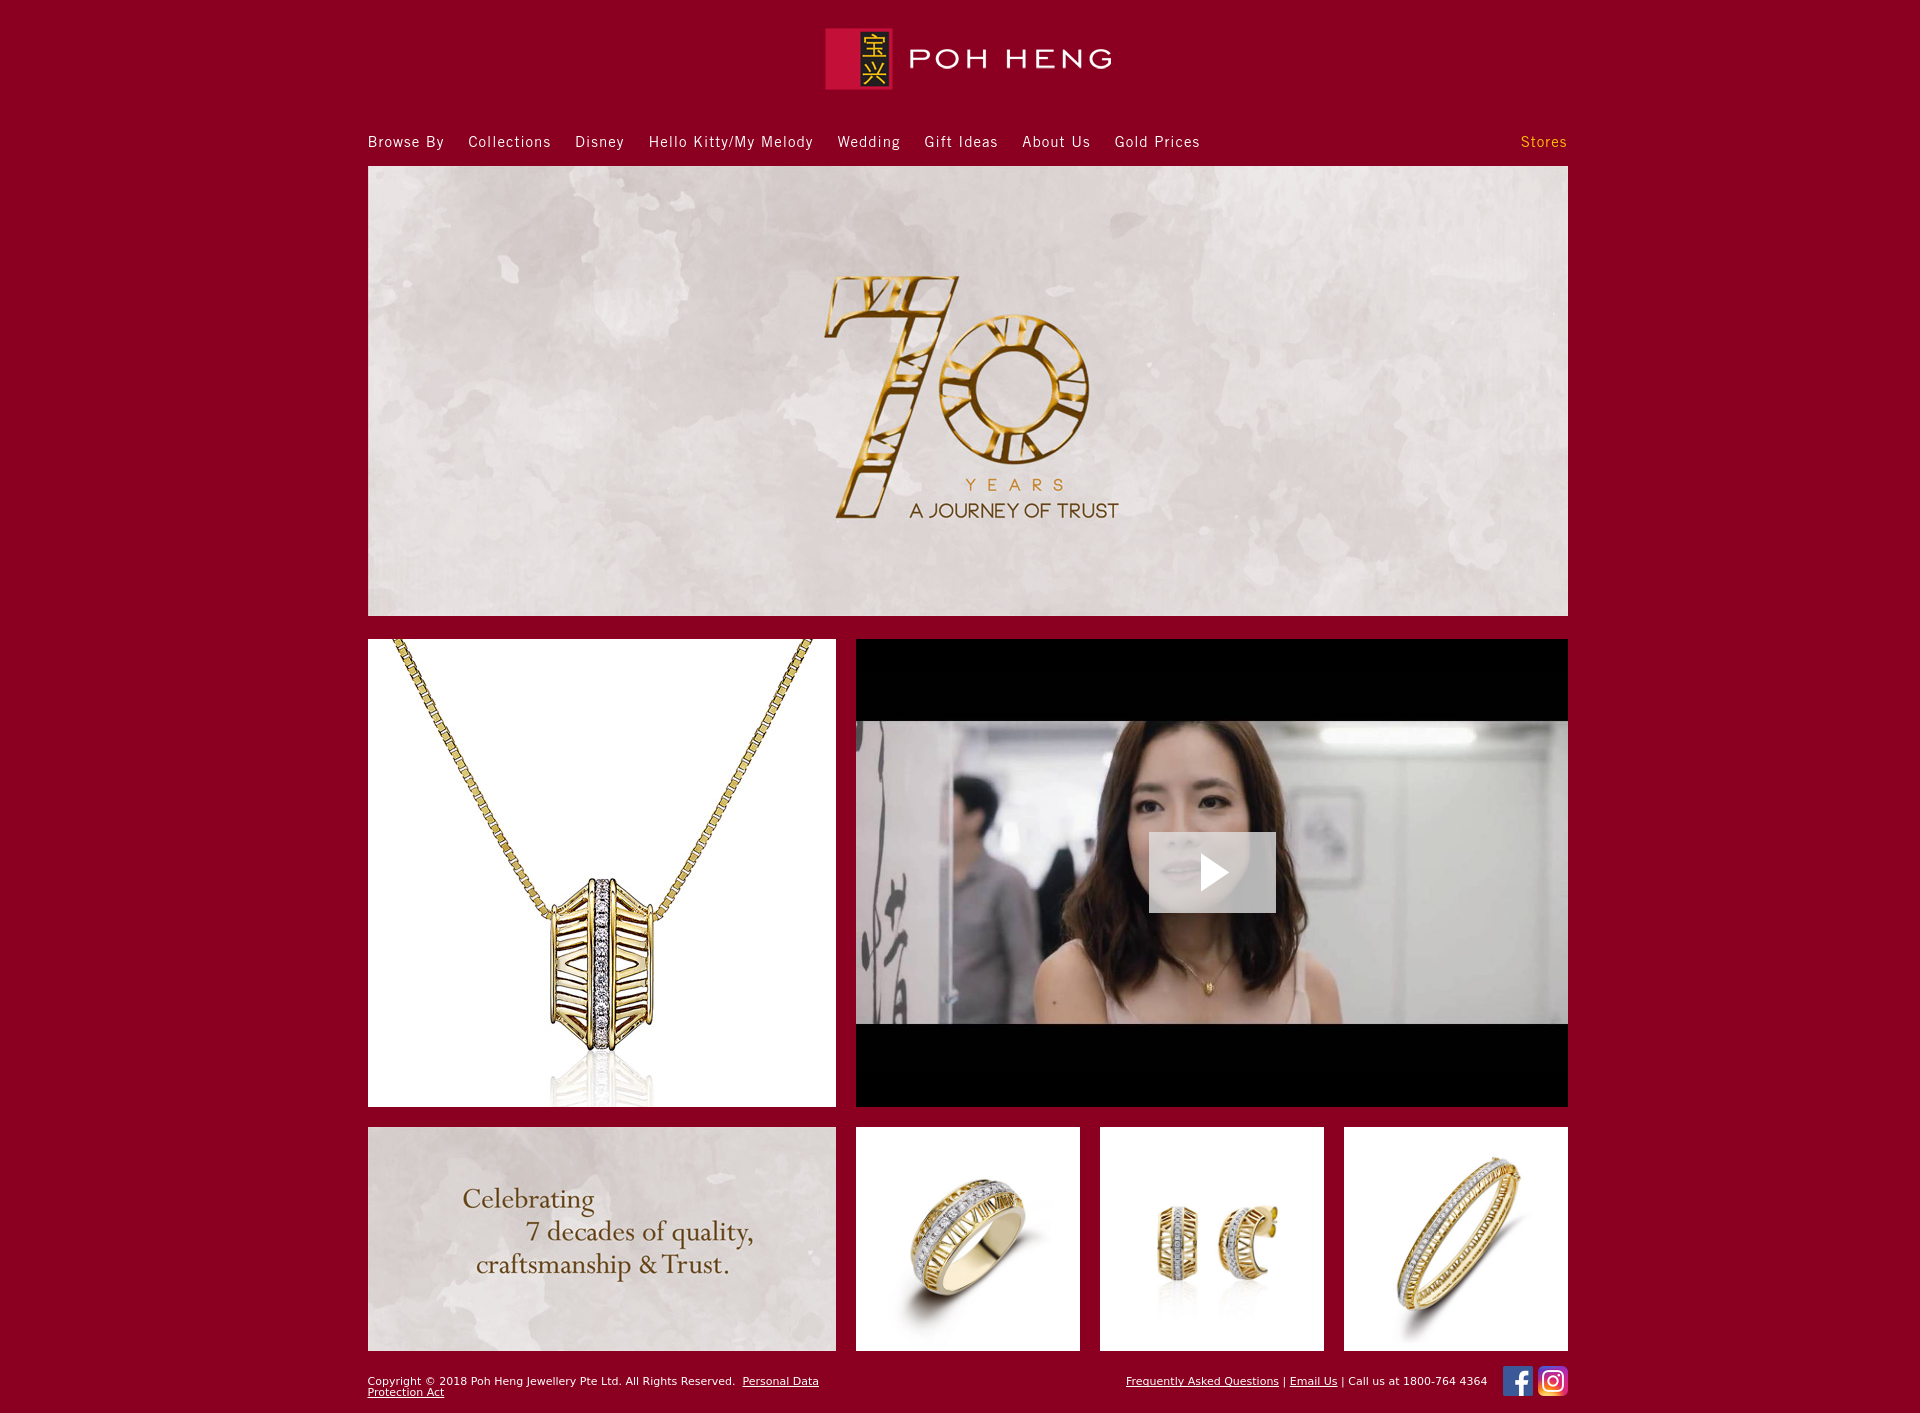 宝兴
POH HENG
Browse By Collections Disney Hello Kitty/My Melody Wedding Gift Ideas About Us Gold Prices Stores
70
YEARS
A JOURNEY OF TRUST
Celebrating
7 decades of quality,
craftsmanship & Trust.
Copyright © 2018 Poh Heng Jewellery Pte Ltd. All Rights Reserved. Personal Data
Protection Act
Frequently Asked Questions | Email Us | Call us at 1800-764 4364